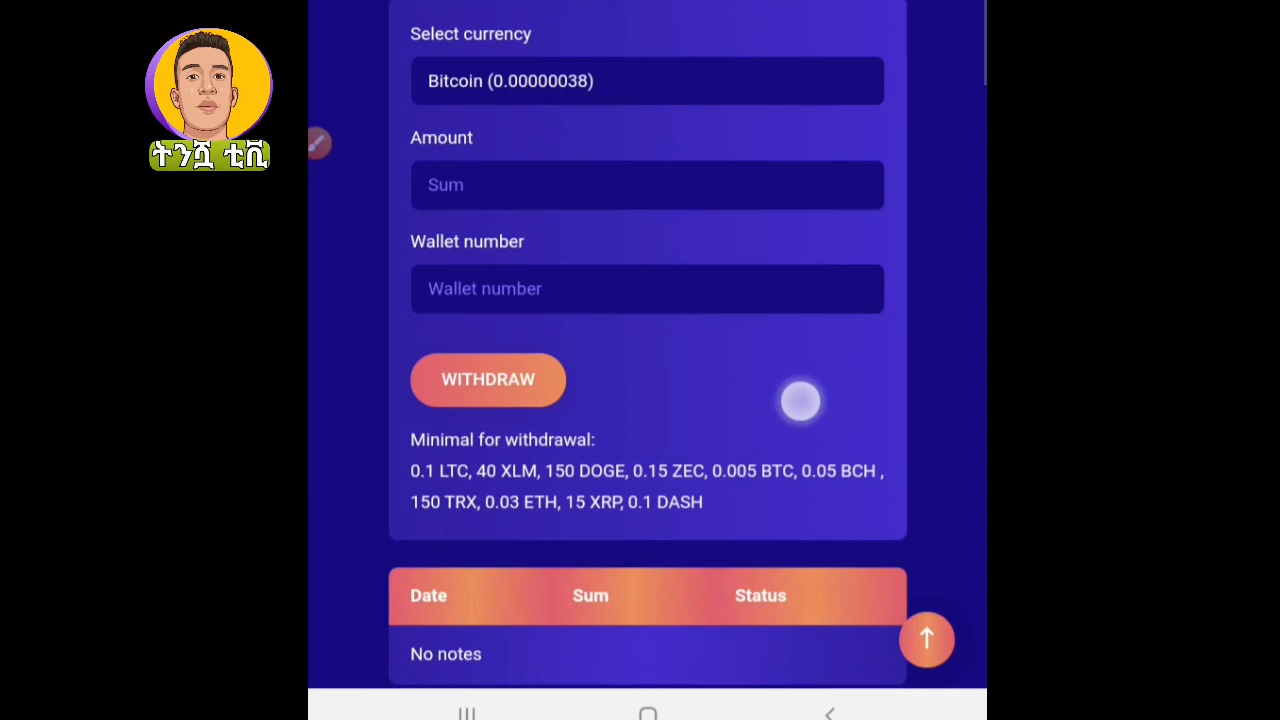 Select currency
Bitcoin (0.00000038)
Amount
Sum
ትንሿ ቲቪ
Wallet number
Wallet number
WITHDRAW
Minimal for withdrawal:
0.1 LTC, 40 XLM, 150 DOGE, 0.15 ZEC, 0.005 BTC, 0.05 BCH ,
150 TRX, 0.03 ETH, 15 XRP, 0.1 DASH
Date Sum Status
No notes